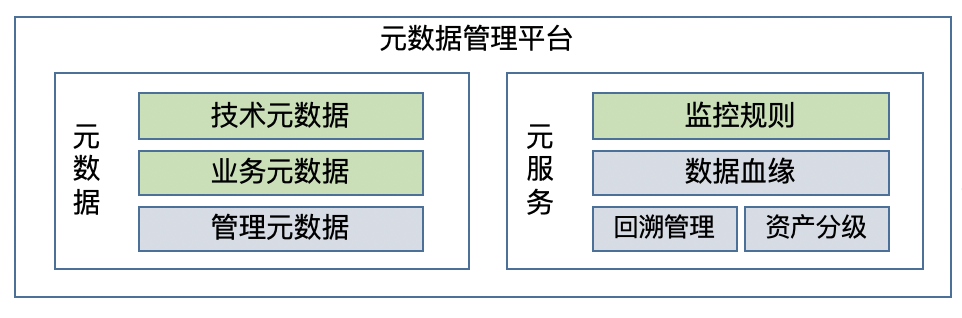 元数据管理平台
元数据
技术元数据
业务元数据
管理元数据
元服务
监控规则
数据血缘
回溯管理
资产分级